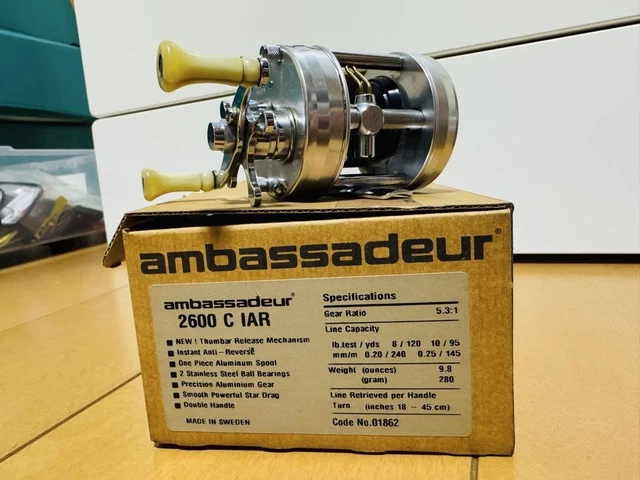 ambassadeur®
ambassadeur®
2600 C IAR
■ NEW! Thumbar Release Mechanism
■ Instant Anti-Reverse
■ One Piece Aluminum Spool
■ 2 Stainless Steel Ball Bearings
■ Precision Aluminium Gear
■ Smooth Powerful Star Drag
■ Double Handle
MADE IN SWEDEN
Specifications
Gear Ratio 5.3:1
Line Capacity
lb.test / yds 8 / 120 10 / 95
mm/m 0.20 / 240 0.25 / 145
Weight (ounces) 9.8
(gram) 280
Line Retrieved per Handle
Turn (inches 18 - 45 cm)
Code No.01862